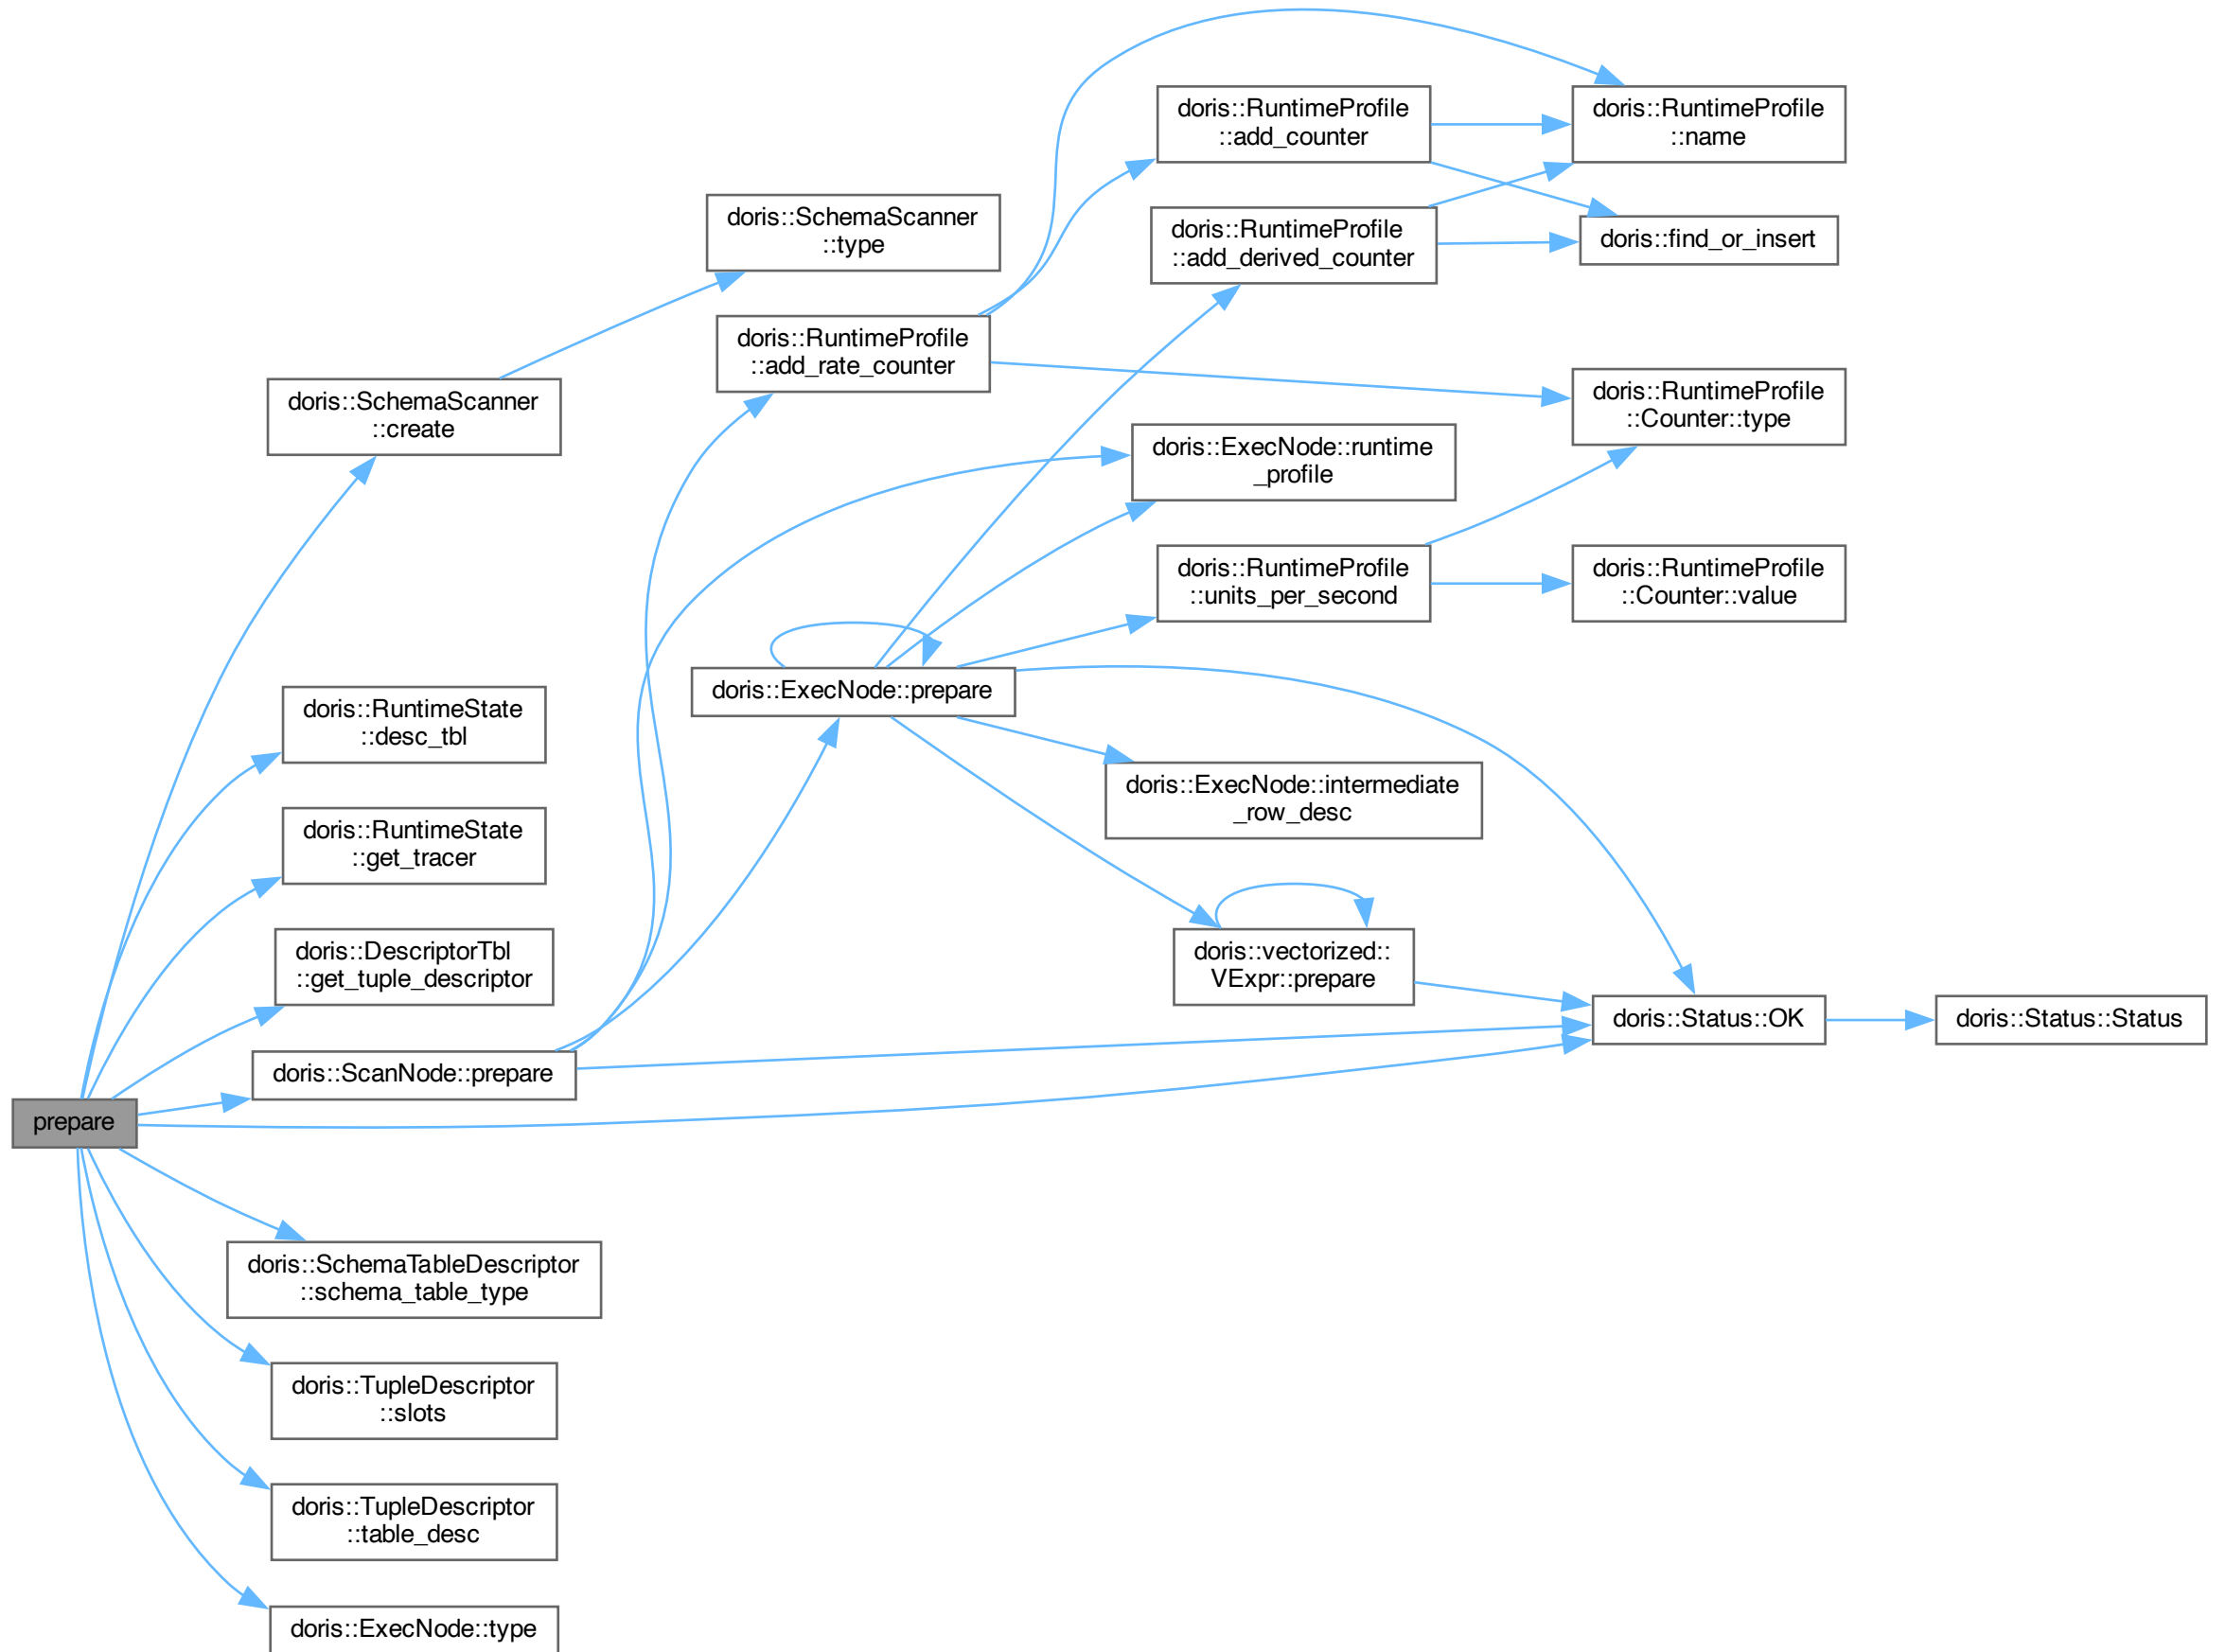 prepare
doris::SchemaScanner
::create
doris::RuntimeState
::desc_tbl
doris::RuntimeState
::get_tracer
doris::DescriptorTbl
::get_tuple_descriptor
doris::ScanNode::prepare
doris::SchemaTableDescriptor
::schema_table_type
doris::TupleDescriptor
::slots
doris::TupleDescriptor
::table_desc
doris::ExecNode::type
doris::SchemaScanner
::type
doris::RuntimeProfile
::add_rate_counter
doris::ExecNode::prepare
doris::RuntimeProfile
::add_counter
doris::RuntimeProfile
::add_derived_counter
doris::ExecNode::runtime
_profile
doris::RuntimeProfile
::units_per_second
doris::ExecNode::intermediate
_row_desc
doris::vectorized::
VExpr::prepare
doris::RuntimeProfile
::name
doris::find_or_insert
doris::RuntimeProfile
::Counter::type
doris::RuntimeProfile
::Counter::value
doris::Status::OK
doris::Status::Status